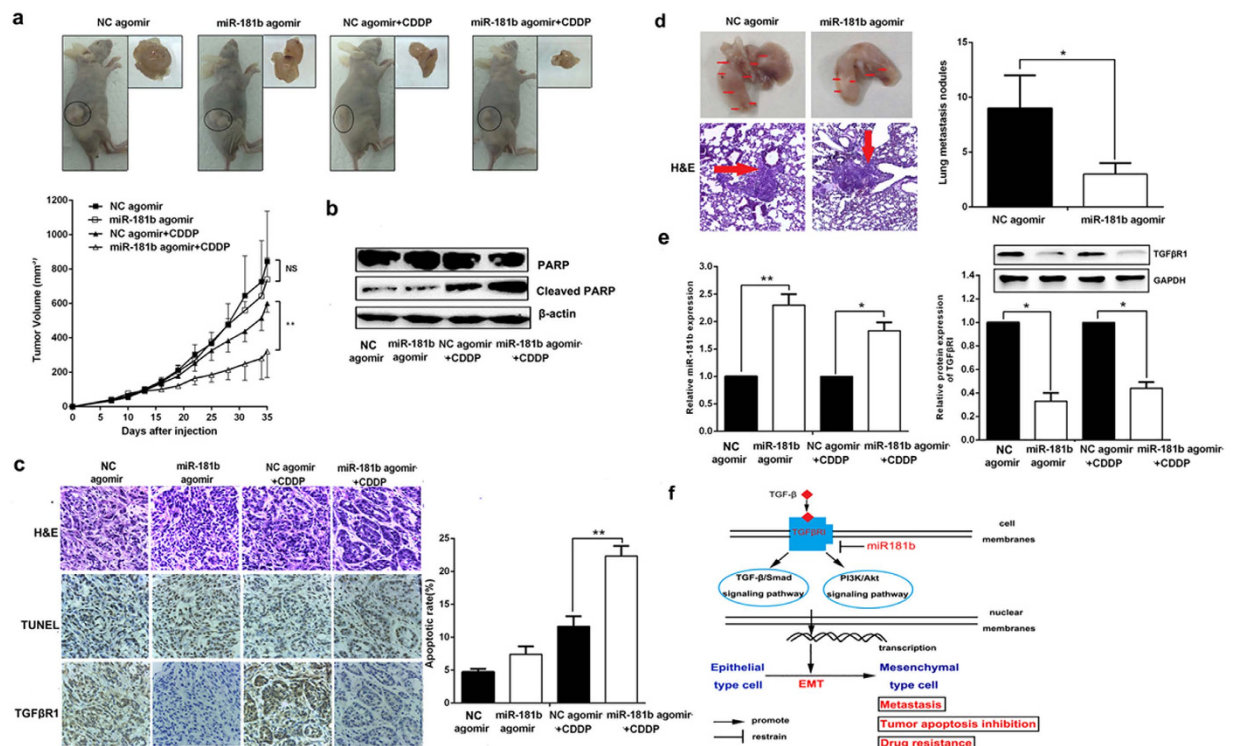 a
NC agomir
miR-181b agomir
NC agomir+CDDP
miR-181b agomir+CDDP
1200
1000
800
600
400
200
0
Tumor Volume (mm³)
NC agomir
miR-181b agomir
NC agomir+CDDP
miR-181b agomir+CDDP
NS
**
0 5 10 15 20 25 30 35
Days after injection
b
PARP
Cleaved PARP
β-actin
NC
agomir
miR-181b
agomir
NC agomir
+CDDP
miR-181b agomir
+CDDP
c
NC
agomir
miR-181b
agomir
NC agomir
+CDDP
miR-181b agomir
+CDDP
H&E
TUNEL
TGFβR1
Apoptotic rate(%)
25
20
15
10
5
0
**
NC
agomir
miR-181b
agomir
NC agomir
+CDDP
miR-181b agomir
+CDDP
d
NC agomir
miR-181b agomir
H&E
Lung metastasis nodules
15
10
5
0
*
NC agomir
miR-181b agomir
e
Relative miR-181b expression
3.0
2.5
2.0
1.5
1.0
0.5
0.0
**
*
NC
agomir
miR-181b
agomir
NC agomir
+CDDP
miR-181b agomir
+CDDP
TGFβR1
GAPDH
Relative protein expression
of TGFβRI
1.4
1.2
1.0
0.8
0.6
0.4
0.2
0.0
*
*
NC
agomir
miR-181b
agomir
NC agomir
+CDDP
miR-181b agomir
+CDDP
f
TGF-β
TGFβRI
cell
membranes
miR181b
TGF-β/Smad
signaling pathway
PI3K/Akt
signaling pathway
nuclear
membranes
transcription
Epithelial
type cell
EMT
Mesenchymal
type cell
Metastasis
Tumor apoptosis inhibition
Drug resistance
promote
restrain